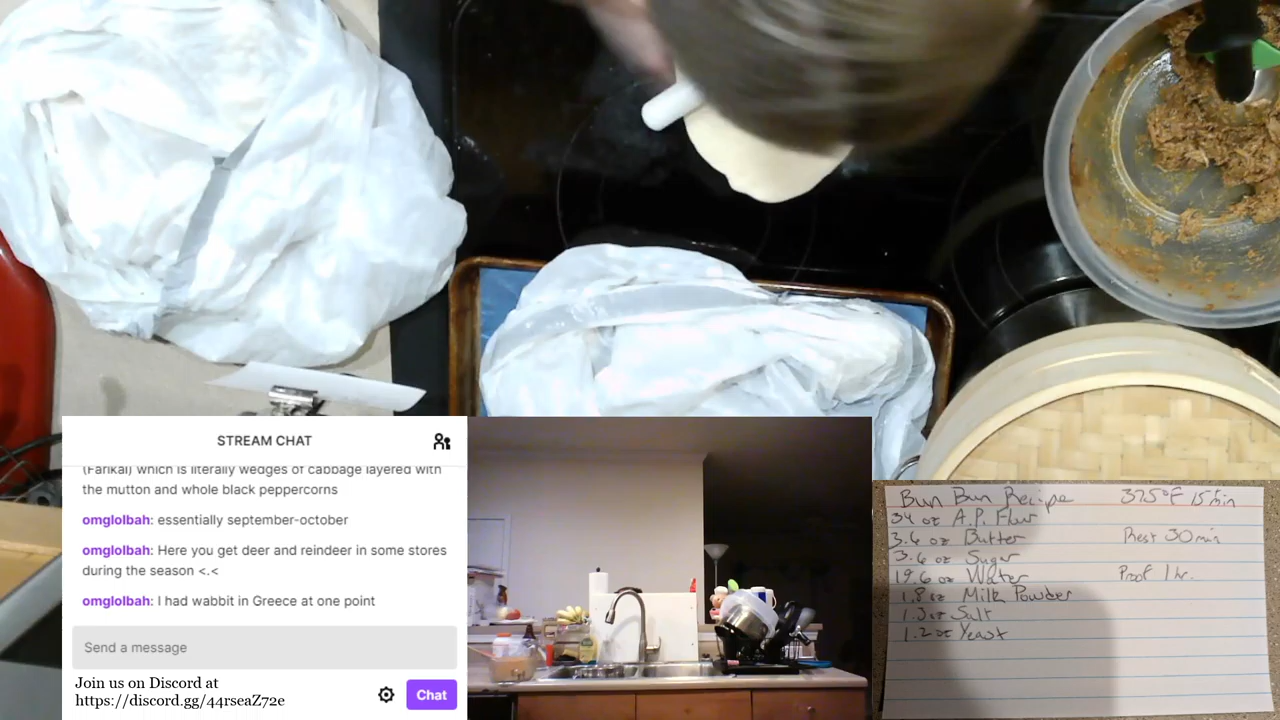 STREAM CHAT
(Farikal) which is literally wedges of cabbage layered with
the mutton and whole black peppercorns
omglolbah: essentially september-october
omglolbah: Here you get deer and reindeer in some stores
during the season <.<
omglolbah: I had wabbit in Greece at one point
Send a message
Join us on Discord at
https://discord.gg/44rseaZ72e
Chat
Bun Bun Recipe 375°F 15 min
34 oz A.P. Flour
3.6 oz Butter Rest 30 min
3.6 oz Sugar
19.6 oz Water Proof 1 hr.
1.8 oz Milk Powder
Salt
1.2 oz Yeast